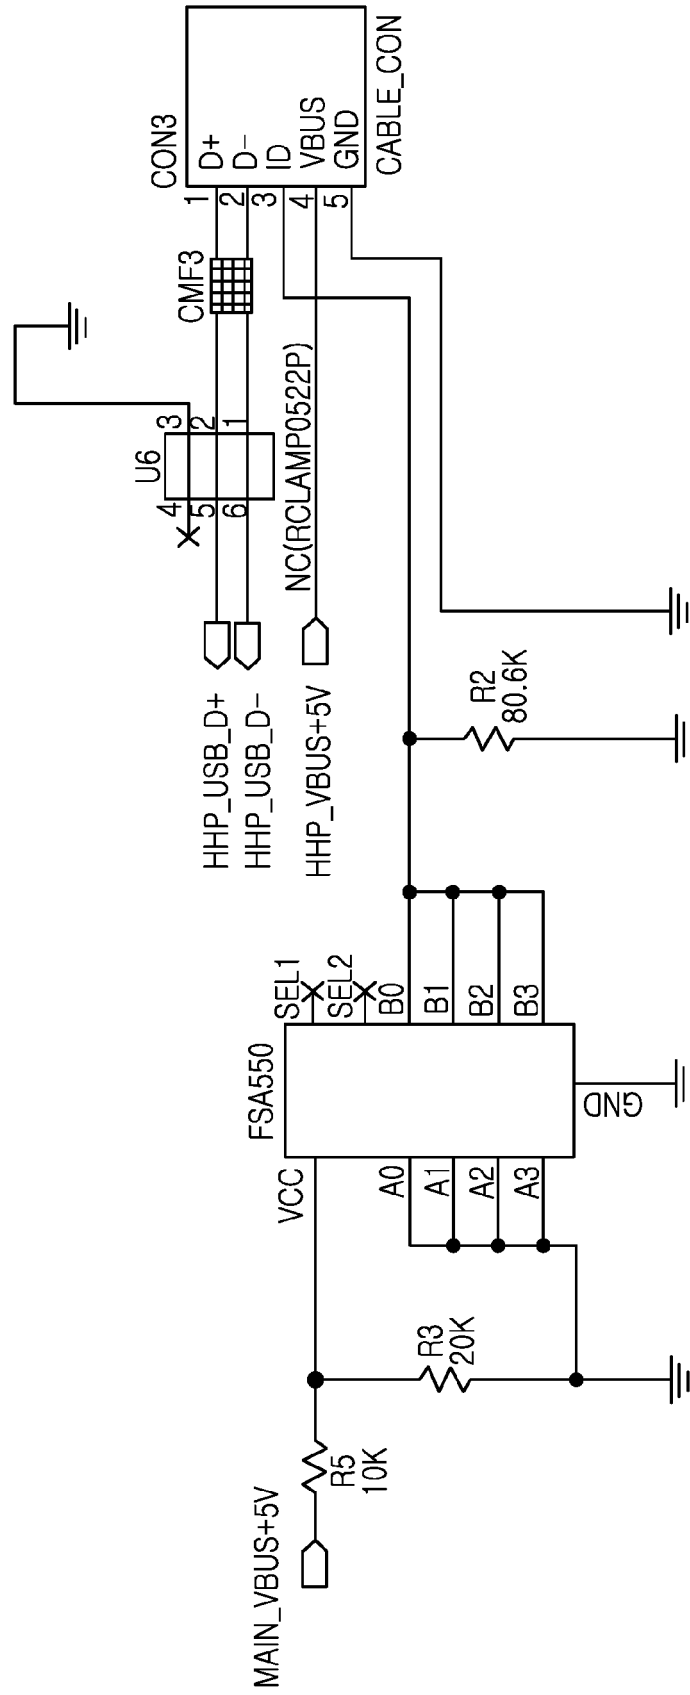 CON3
D+
D-
ID
VBUS
GND
CABLE_CON
1
2
3
4
5
CMF3
3
2
1
U6
4
5
6
NC(RCLAMP0522P)
HHP_USB_D+
HHP_USB_D-
HHP_VBUS+5V
R2
80.6K
SEL1
SEL2
B0
B1
B2
B3
FSA550
GND
VCC
A0
A1
A2
A3
R3
20K
R5
10K
MAIN_VBUS+5V